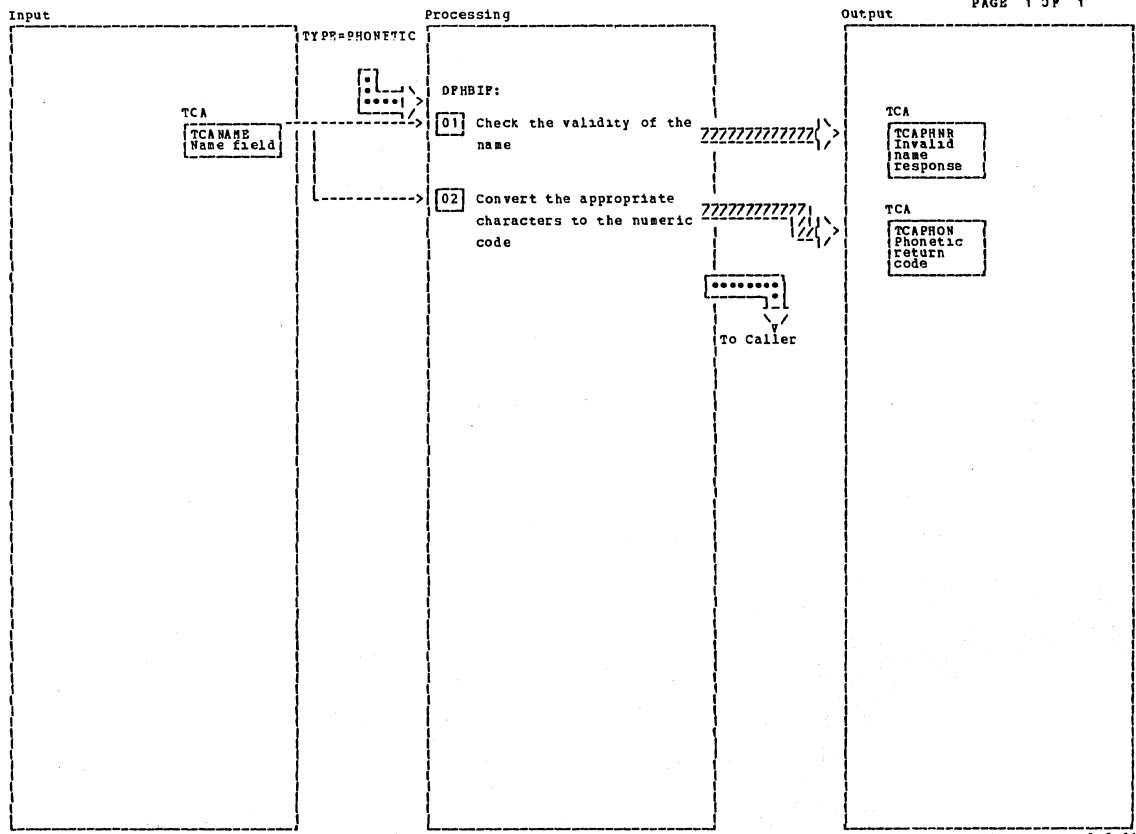 PAGE 1 OF 1
Input
Processing
Output
TYPE=PHONETIC
DFHBIF:
TCA
TCANAME
Name field
01 Check the validity of the
name
TCA
TCAPHNR
Invalid
name
response
02 Convert the appropriate
characters to the numeric
code
TCA
TCAPHON
Phonetic
return
code
To Caller